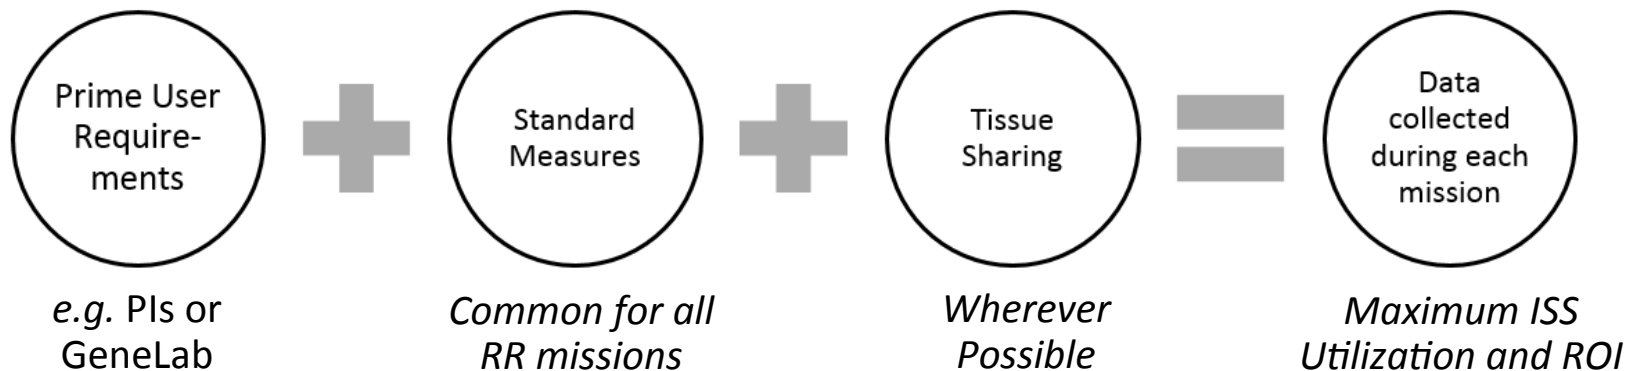 Prime User
Require-
ments
Standard
Measures
Tissue
Sharing
Data
collected
during each
mission
e.g. PIs or
GeneLab
Common for all
RR missions
Wherever
Possible
Maximum ISS
Utilization and ROI